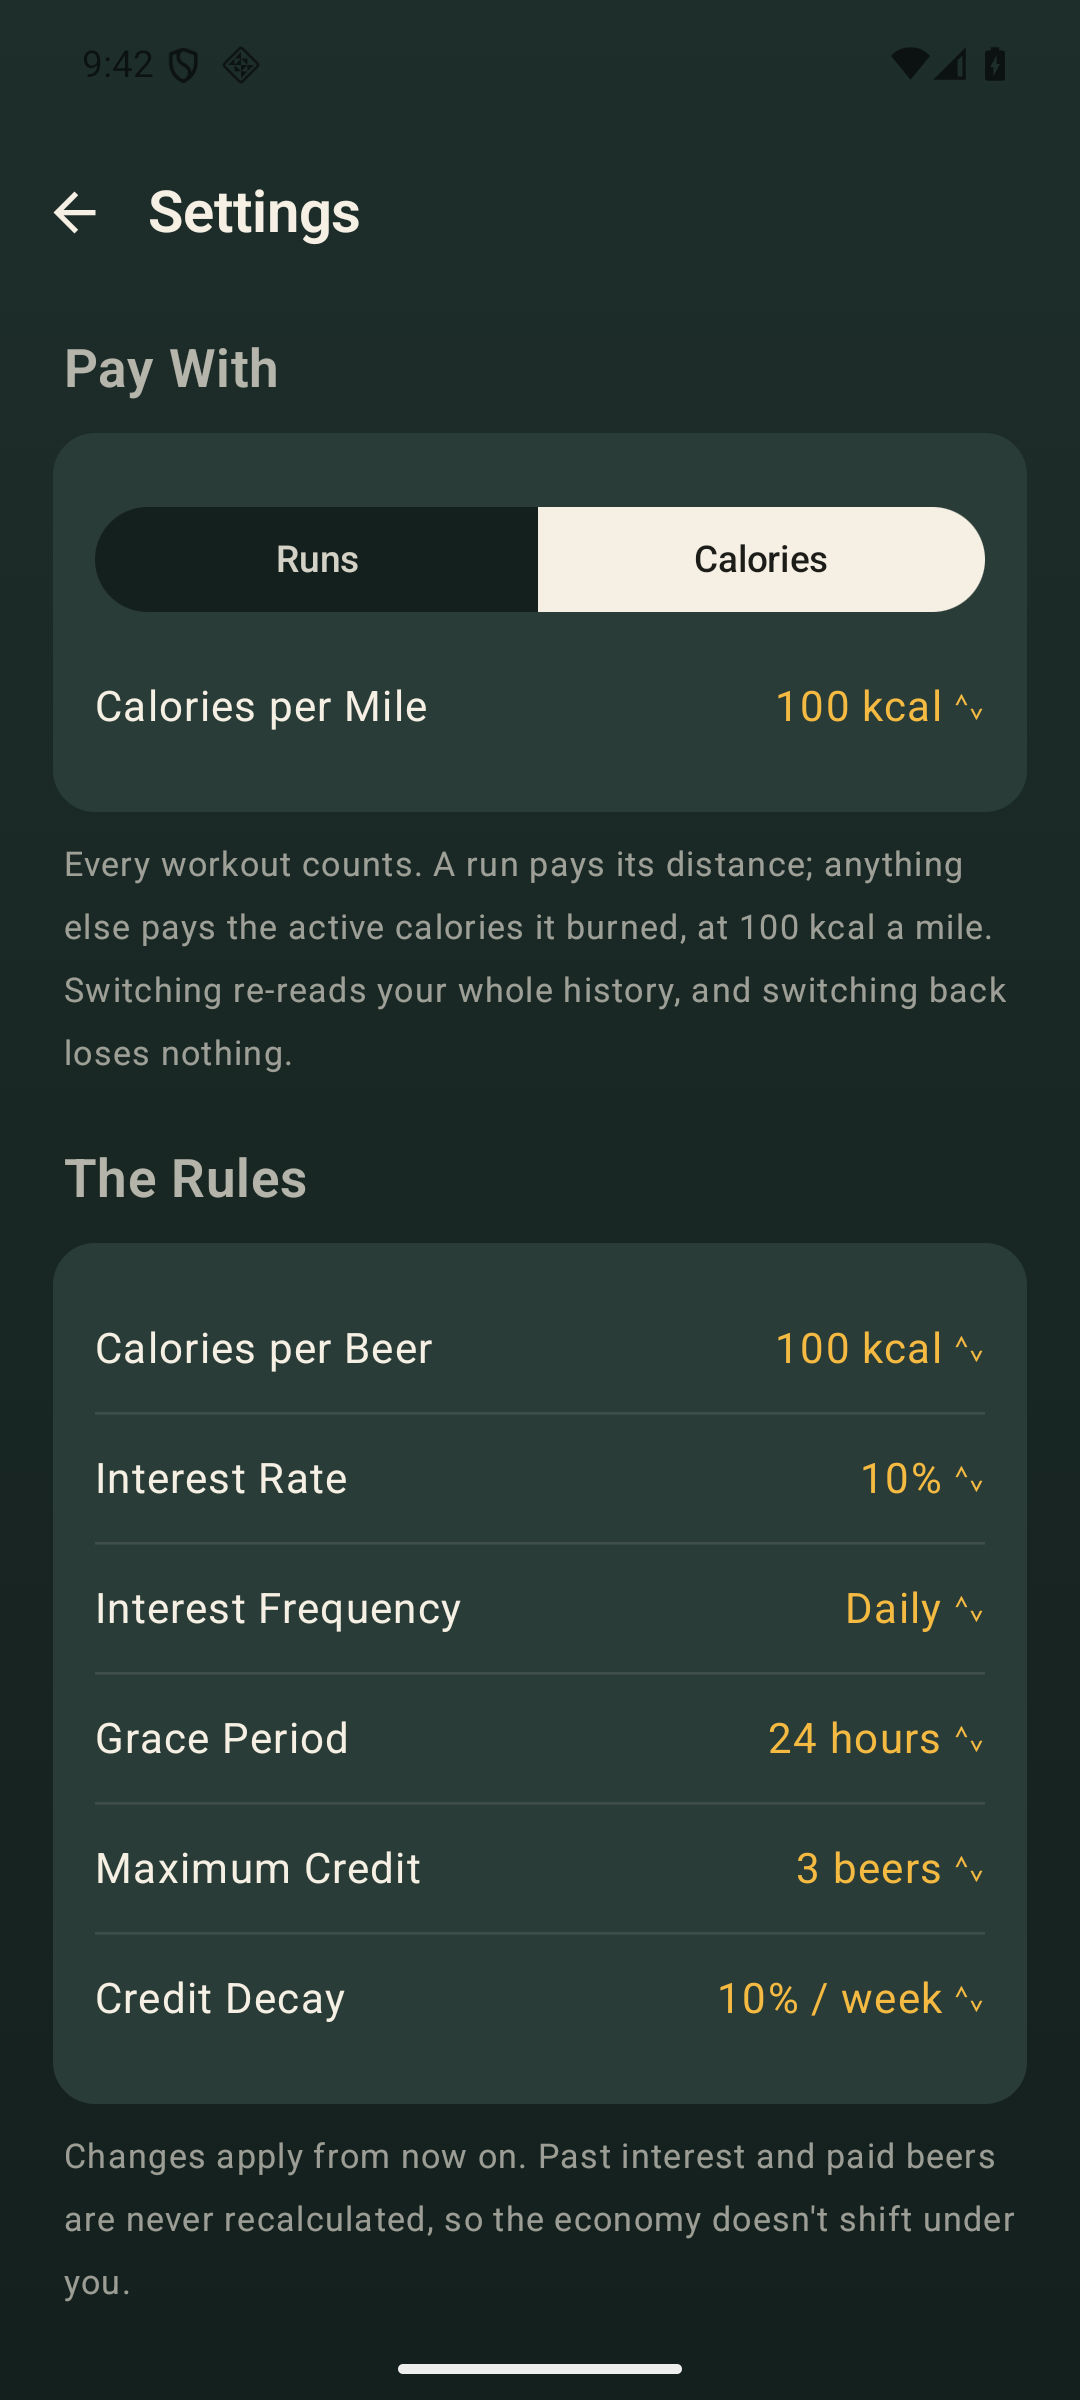 9:42
Settings
Pay With
Runs
Calories
Calories per Mile
100 kcal
Every workout counts. A run pays its distance; anything
else pays the active calories it burned, at 100 kcal a mile.
Switching re-reads your whole history, and switching back
loses nothing.
The Rules
Calories per Beer
100 kcal
Interest Rate
10%
Interest Frequency
Daily
Grace Period
24 hours
Maximum Credit
3 beers
Credit Decay
10% / week
Changes apply from now on. Past interest and paid beers
are never recalculated, so the economy doesn't shift under
you.